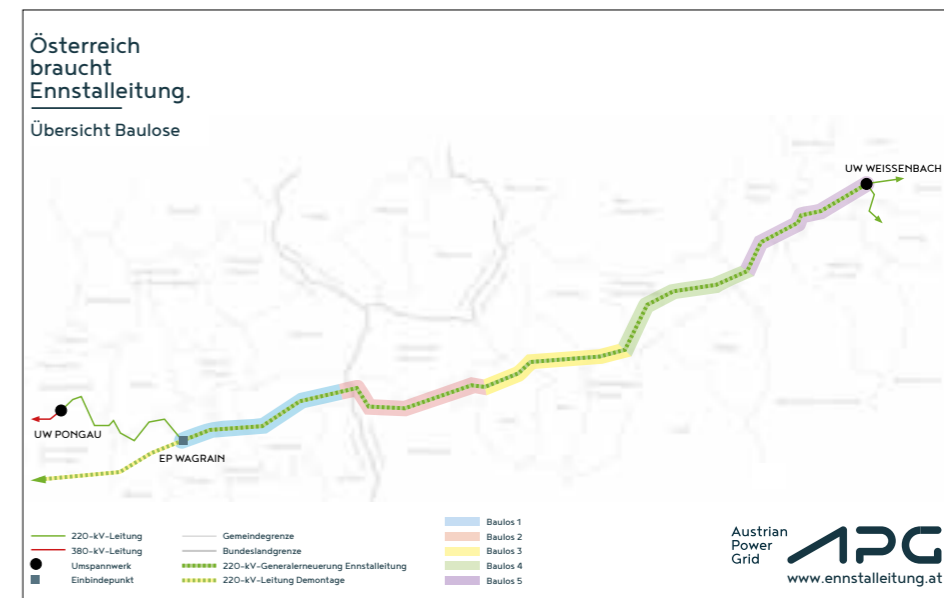 Österreich
braucht
Ennstalleitung.
Übersicht Baulose
UW WEISSENBACH
UW PONGAU
EP WAGRAIN
220-kV-Leitung
380-kV-Leitung
Umspannwerk
Einbindepunkt
Gemeindegrenze
Bundeslandgrenze
220-kV-Generalerneuerung Ennstalleitung
220-kV-Leitung Demontage
Baulos 1
Baulos 2
Baulos 3
Baulos 4
Baulos 5
Austrian
Power
Grid
APG
www.ennstalleitung.at